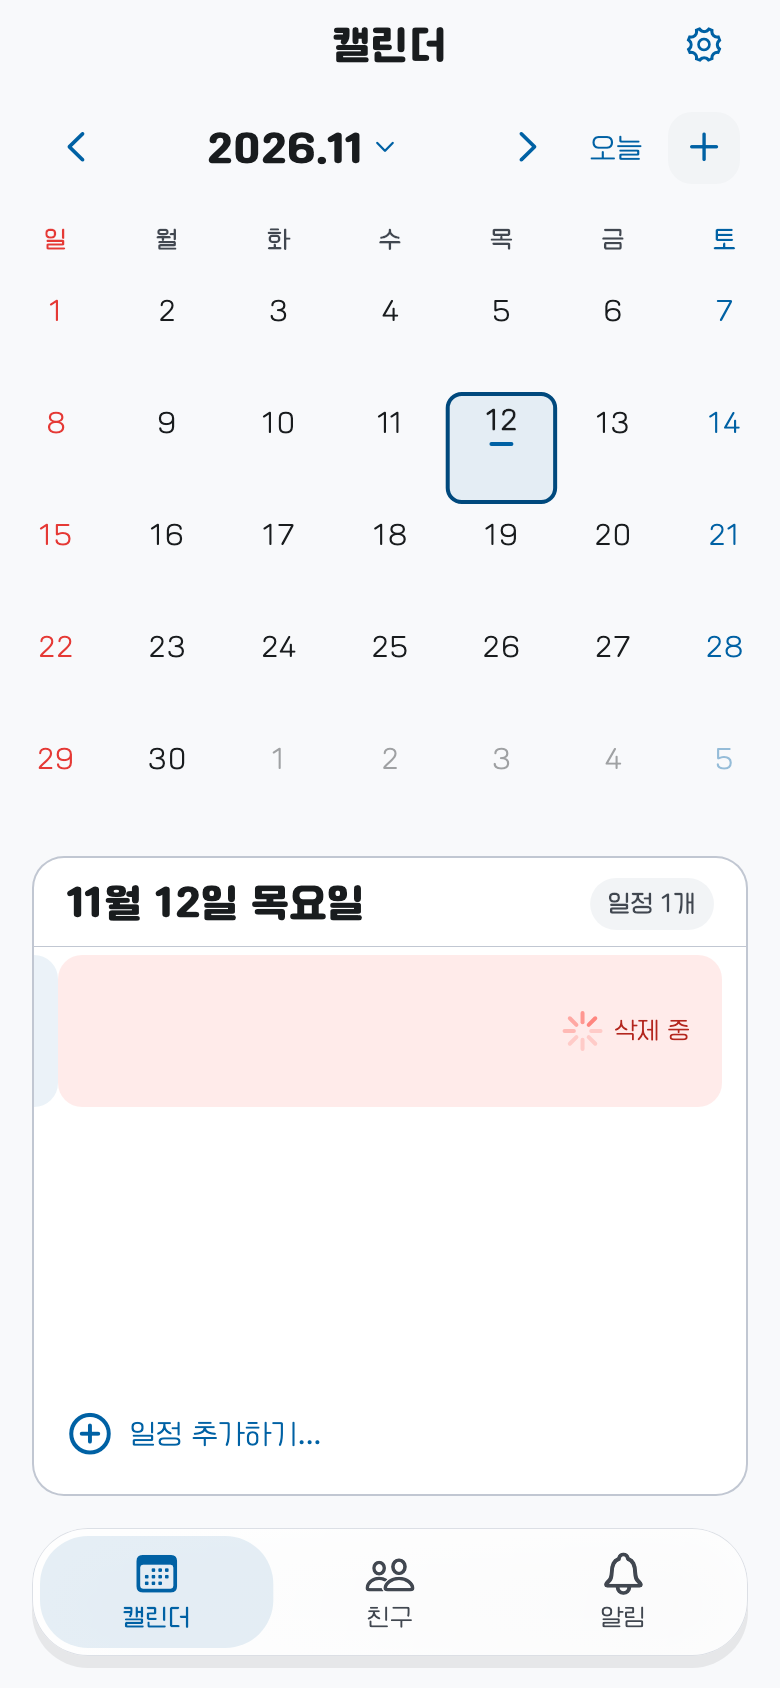 캘린더
2026.11
오늘
일 월 화 수 목 금 토
1 2 3 4 5 6 7
8 9 10 11 12 13 14
15 16 17 18 19 20 21
22 23 24 25 26 27 28
29 30 1 2 3 4 5
11월 12일 목요일
일정 1개
삭제 중
일정 추가하기...
캘린더 친구 알림